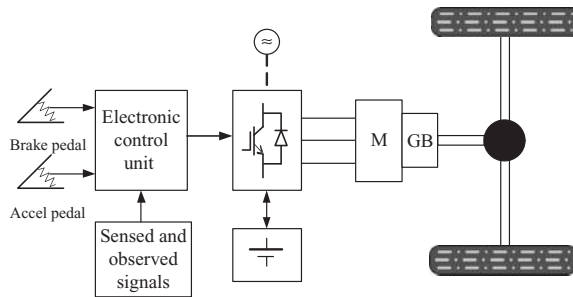 Brake pedal
Accel pedal
Electronic
control
unit
Sensed and
observed
signals
≈
M
GB